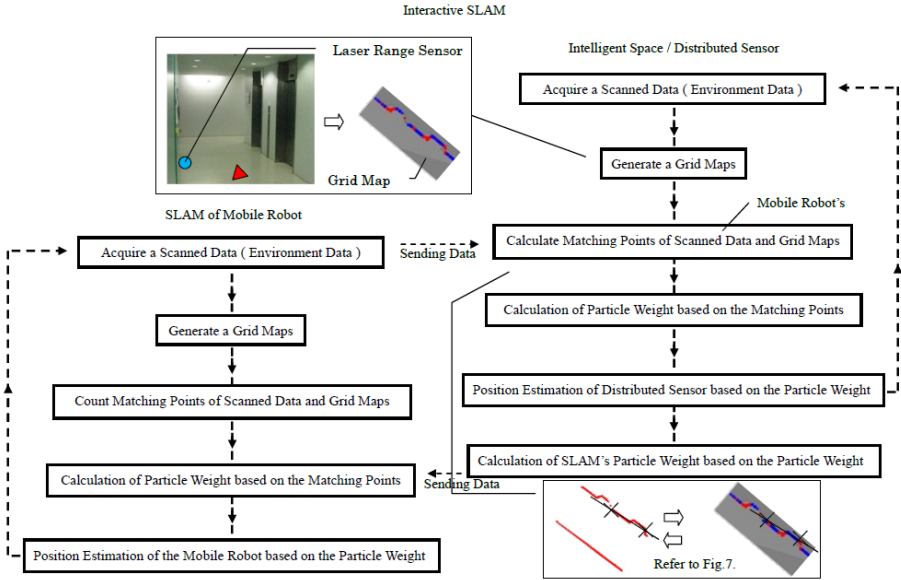 Interactive SLAM
Laser Range Sensor
Grid Map
Intelligent Space / Distributed Sensor
Acquire a Scanned Data ( Environment Data )
Generate a Grid Maps
Mobile Robot's
Calculate Matching Points of Scanned Data and Grid Maps
Calculation of Particle Weight based on the Matching Points
Position Estimation of Distributed Sensor based on the Particle Weight
Calculation of SLAM's Particle Weight based on the Particle Weight
SLAM of Mobile Robot
Acquire a Scanned Data ( Environment Data )
Sending Data
Generate a Grid Maps
Count Matching Points of Scanned Data and Grid Maps
Calculation of Particle Weight based on the Matching Points
Sending Data
Position Estimation of the Mobile Robot based on the Particle Weight
Refer to Fig.7.